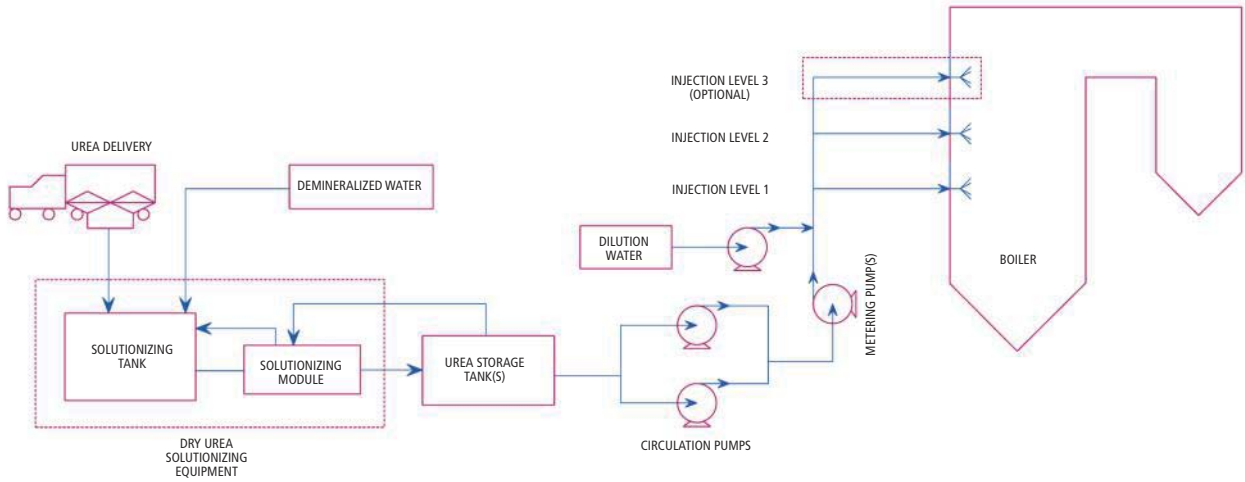 INJECTION LEVEL 3
(OPTIONAL)
UREA DELIVERY
INJECTION LEVEL 2
DEMINERALIZED WATER
INJECTION LEVEL 1
DILUTION
WATER
BOILER
METERING PUMP(S)
SOLUTIONIZING
TANK
SOLUTIONIZING
MODULE
UREA STORAGE
TANK(S)
DRY UREA
SOLUTIONIZING
EQUIPMENT
CIRCULATION PUMPS